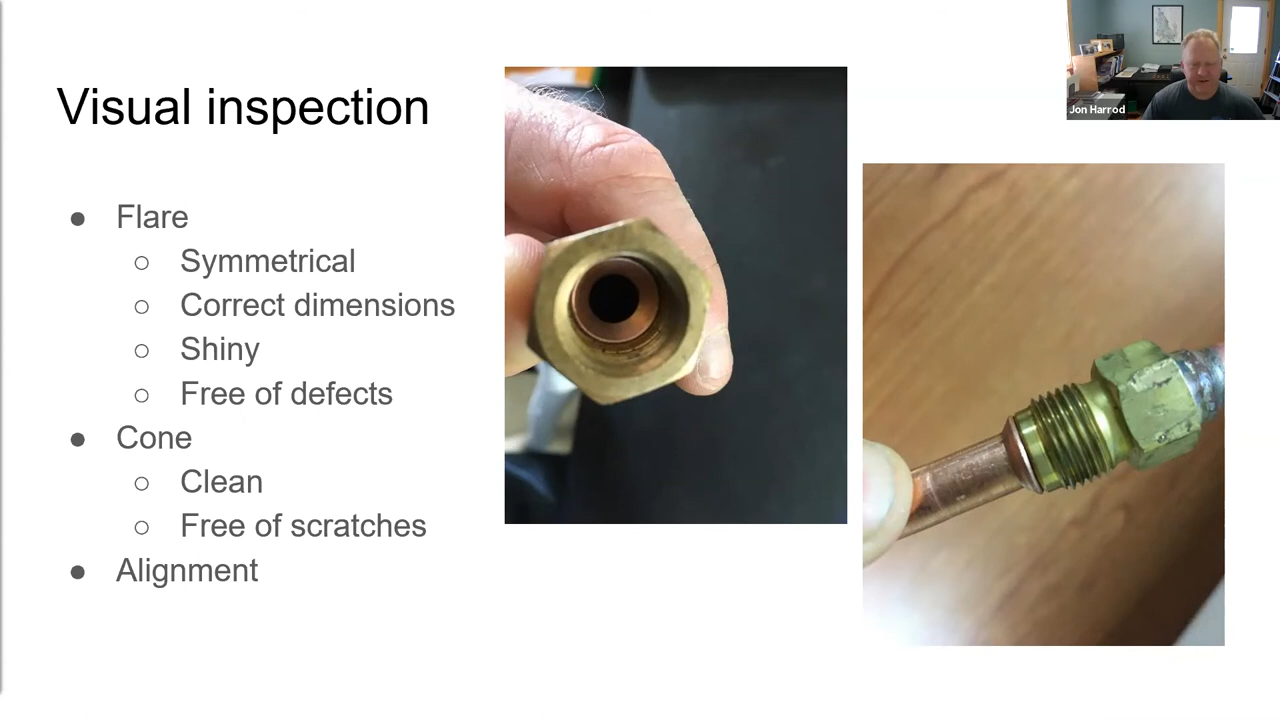 Visual inspection
● Flare
○ Symmetrical
○ Correct dimensions
○ Shiny
○ Free of defects
● Cone
○ Clean
○ Free of scratches
● Alignment
Jon Harrod